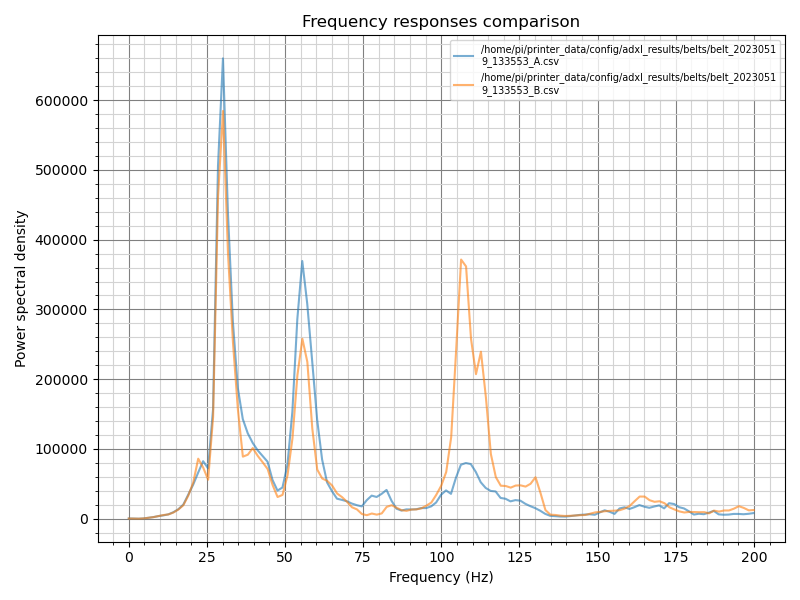 Frequency responses comparison
/home/pi/printer_data/config/adxl_results/belts/belt_2023051
9_133553_A.csv
/home/pi/printer_data/config/adxl_results/belts/belt_2023051
9_133553_B.csv
Power spectral density
600000
500000
400000
300000
200000
100000
0
0 25 50 75 100 125 150 175 200
Frequency (Hz)